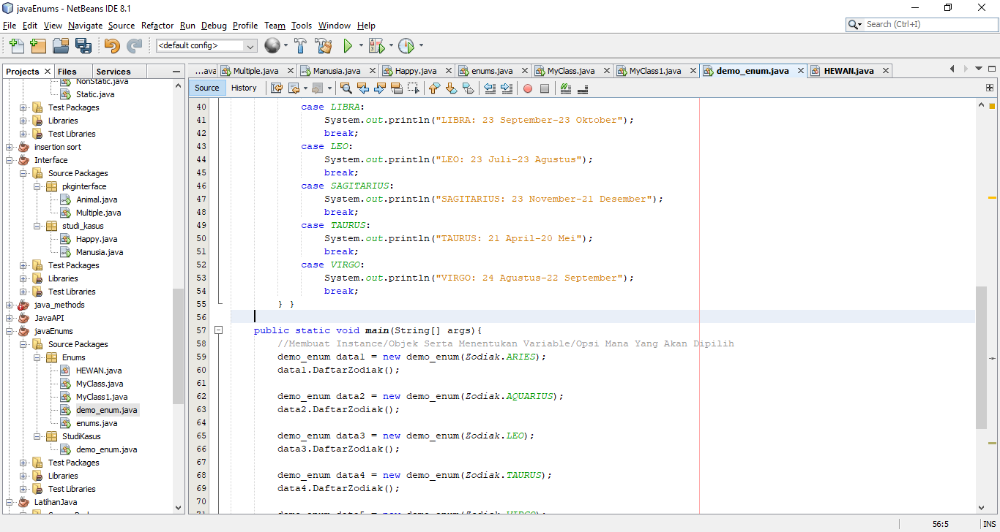 javaEnums - NetBeans IDE 8.1
File Edit View Navigate Source Refactor Run Debug Profile Team Tools Window Help
Search (Ctrl+I)
<default config>
Projects Files Services
...ava Multiple.java Manusia.java Happy.java enums.java MyClass.java MyClass1.java demo_enum.java HEWAN.java
Source History
NonStatic.java
Static.java
Test Packages
Libraries
Test Libraries
insertion sort
Interface
Source Packages
pkginterface
Animal.java
Multiple.java
studi_kasus
Happy.java
Manusia.java
Test Packages
Libraries
Test Libraries
java_methods
JavaAPI
javaEnums
Source Packages
Enums
HEWAN.java
MyClass.java
MyClass1.java
demo_enum.java
enums.java
StudiKasus
demo_enum.java
Test Packages
Libraries
Test Libraries
LatihanJava
40 case LIBRA:
41 System.out.println("LIBRA: 23 September-23 Oktober");
42 break;
43 case LEO:
44 System.out.println("LEO: 23 Juli-23 Agustus");
45 break;
46 case SAGITARIUS:
47 System.out.println("SAGITARIUS: 23 November-21 Desember");
48 break;
49 case TAURUS:
50 System.out.println("TAURUS: 21 April-20 Mei");
51 break;
52 case VIRGO:
53 System.out.println("VIRGO: 24 Agustus-22 September");
54 break;
55 } }
56
57 public static void main(String[] args){
58 //Membuat Instance/Objek Serta Menentukan Variable/Opsi Mana Yang Akan Dipilih
59 demo_enum data1 = new demo_enum(Zodiak.ARIES);
60 data1.DaftarZodiak();
61
62 demo_enum data2 = new demo_enum(Zodiak.AQUARIUS);
63 data2.DaftarZodiak();
64
65 demo_enum data3 = new demo_enum(Zodiak.LEO);
66 data3.DaftarZodiak();
67
68 demo_enum data4 = new demo_enum(Zodiak.TAURUS);
69 data4.DaftarZodiak();
70
71 demo_enum data5 = new demo_enum(Zodiak.VIRGO);
56:5 INS